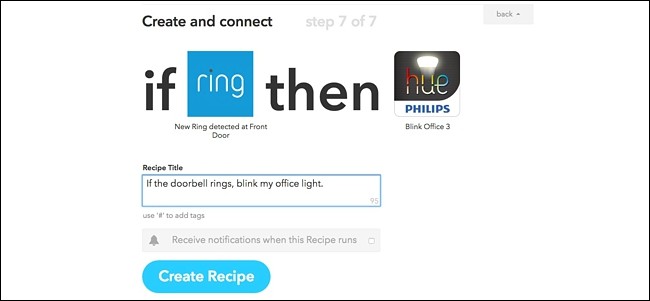 Create and connect step 7 of 7 back
if ring then hue
PHILIPS
New Ring detected at Front
Door
Blink Office 3
Recipe Title
If the doorbell rings, blink my office light.
95
use '#' to add tags
Receive notifications when this Recipe runs
Create Recipe